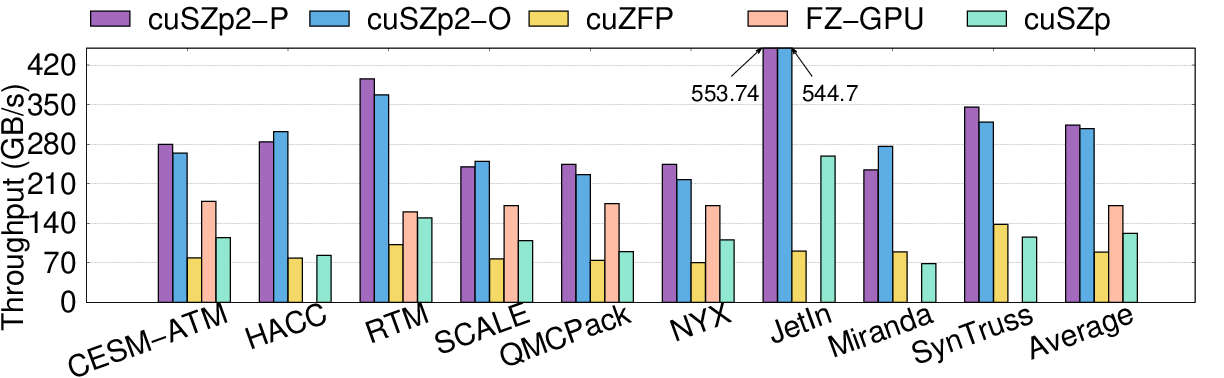 cuSZp2−P cuSZp2−O cuZFP FZ−GPU cuSZp
Throughput (GB/s)
420
350
280
210
140
70
0
553.74 544.7
CESM−ATM HACC RTM SCALE QMCPack NYX JetIn Miranda SynTruss Average